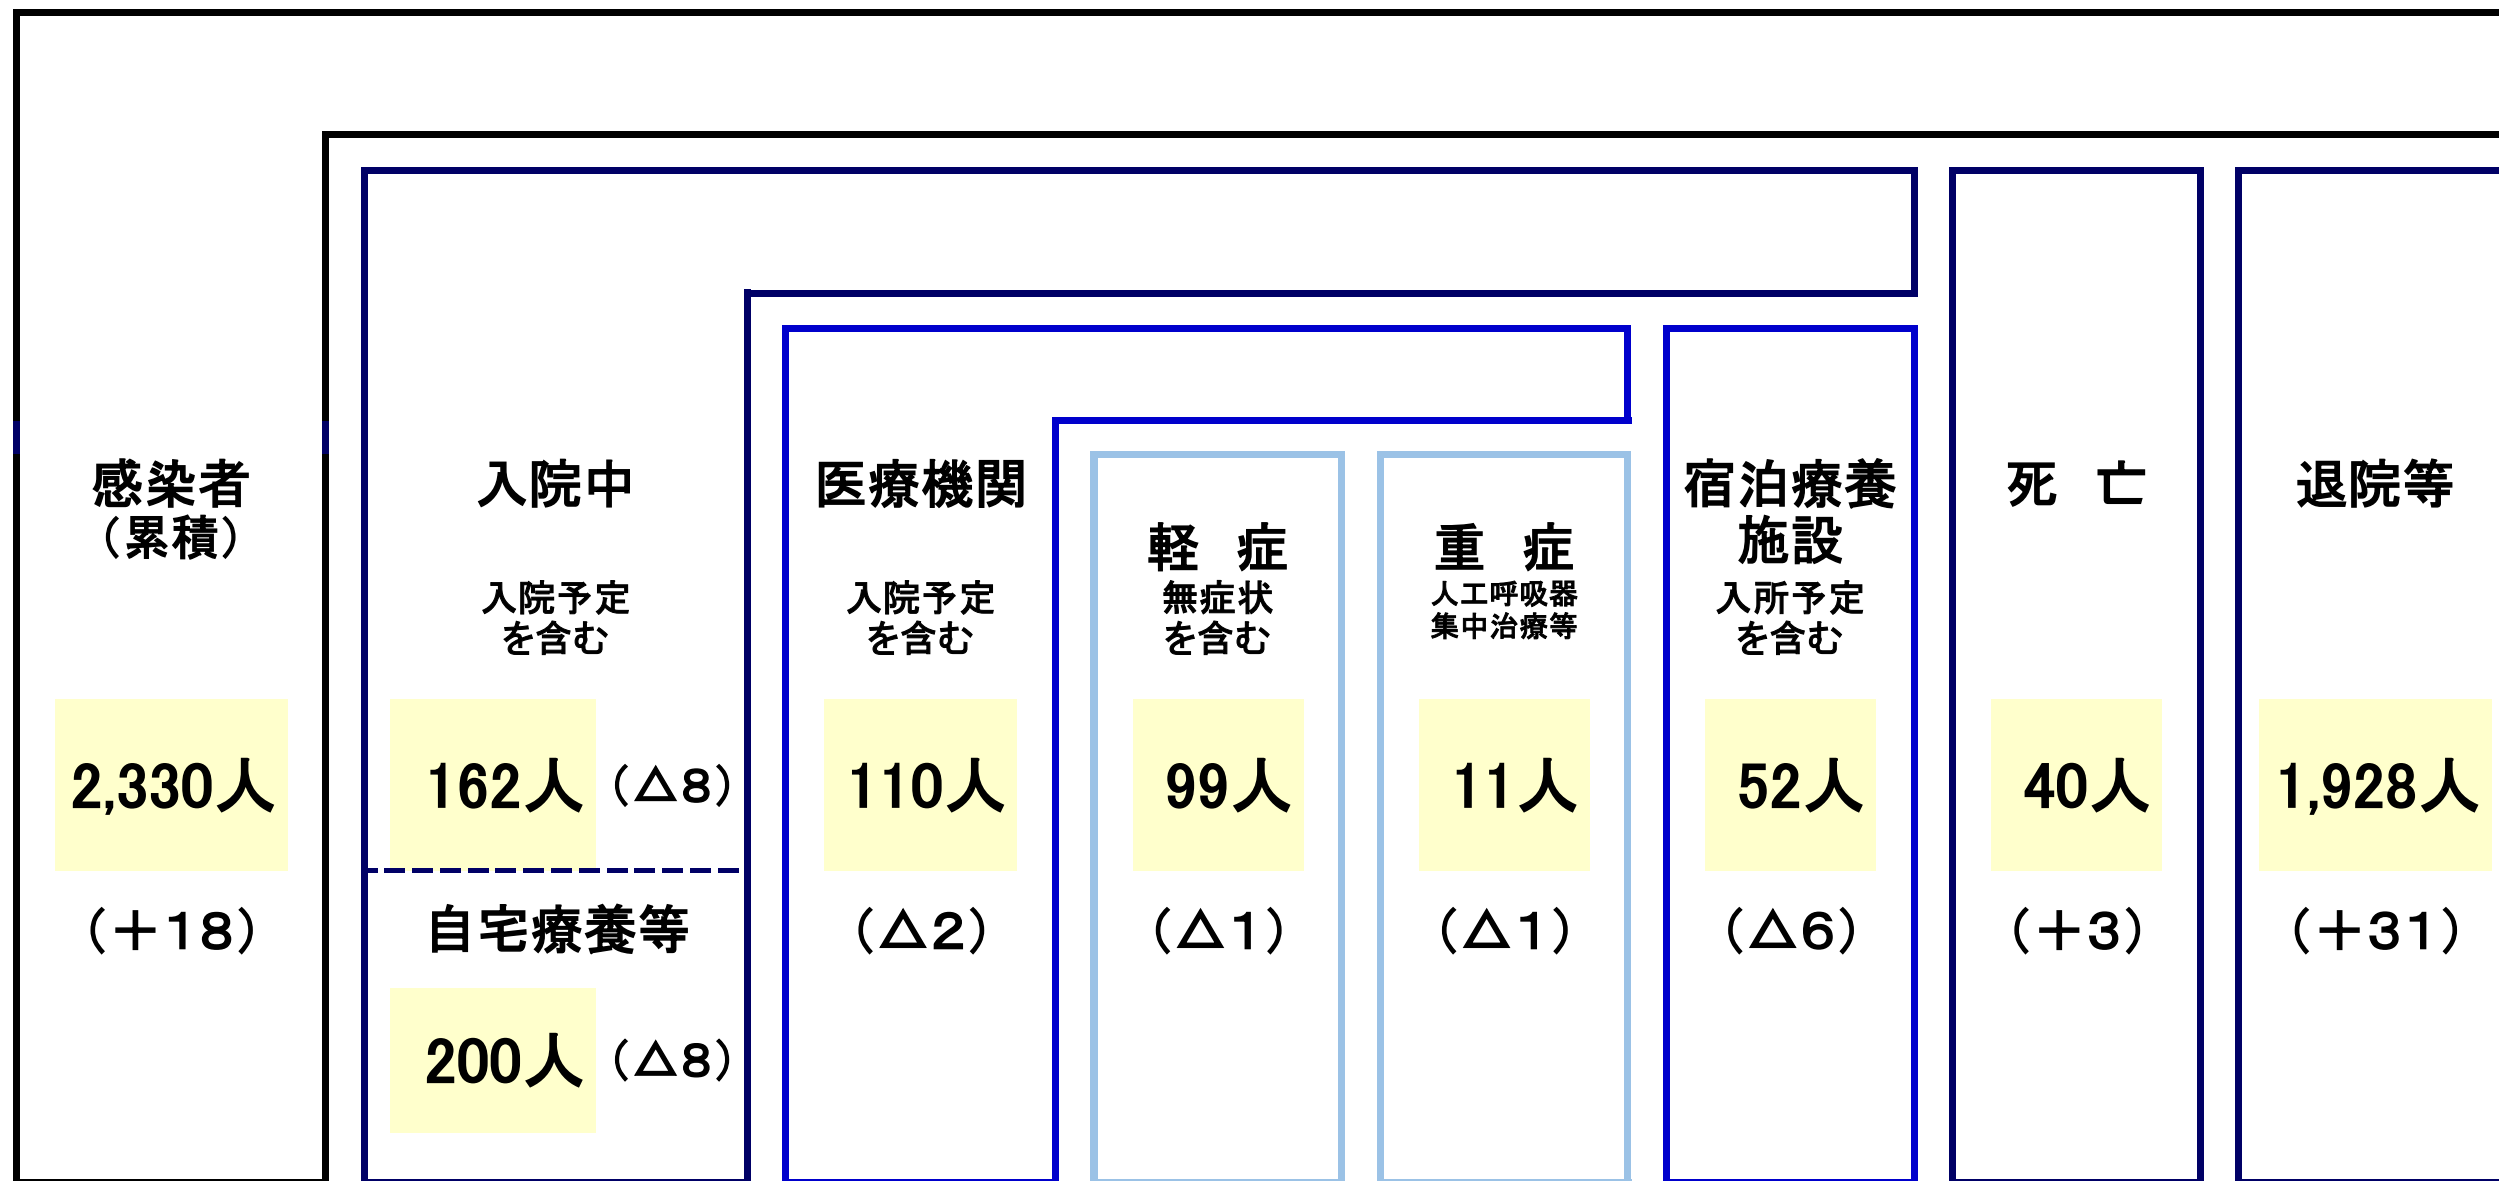 感染者
（累積）
2,330人
（＋18）
入院中
入院予定
を含む
162人（△8）
自宅療養等
200人（△8）
医療機関
入院予定
を含む
110人
（△2）
軽　症
無症状
を含む
99人
（△1）
重　症
人工呼吸器
集中治療等
11人
（△1）
宿泊療養
施設
入所予定
を含む
52人
（△6）
死　亡
40人
（＋3）
退院等
1,928人
（＋31）